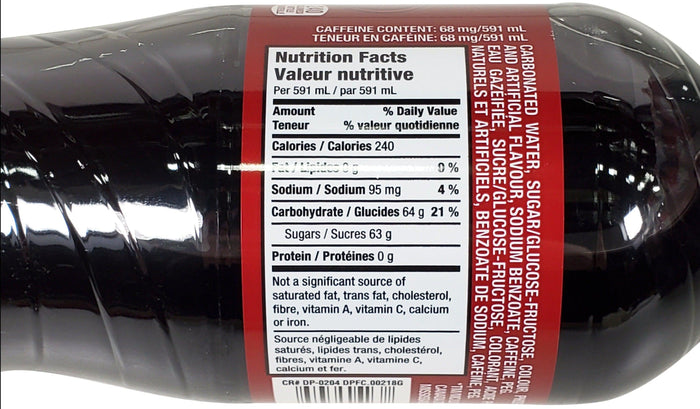 CAFFEINE CONTENT: 68 mg/591 mL
TENEUR EN CAFÉINE: 68 mg/591 mL
Nutrition Facts
Valeur nutritive
Per 591 mL / par 591 mL
Amount % Daily Value
Teneur % valeur quotidienne
Calories / Calories 240
Fat / Lipides 0 g 0 %
Sodium / Sodium 95 mg 4 %
Carbohydrate / Glucides 64 g 21 %
Sugars / Sucres 63 g
Protein / Protéines 0 g
Not a significant source of
saturated fat, trans fat, cholesterol,
fibre, vitamin A, vitamin C, calcium
or iron.
Source négligeable de lipides
saturés, lipides trans, cholestérol,
fibres, vitamine A, vitamine C,
calcium et fer.
CR# DP-0204 DPFC.00218G
CARBONATED WATER, SUGAR/GLUCOSE-FRUCTOSE, COLOUR,
AND ARTIFICIAL FLAVOUR, SODIUM BENZOATE, CAFFEINE
EAU GAZÉIFIÉE, SUCRE/GLUCOSE-FRUCTOSE, COLORANT,
NATURELS ET ARTIFICIELS, BENZOATE DE SODIUM,